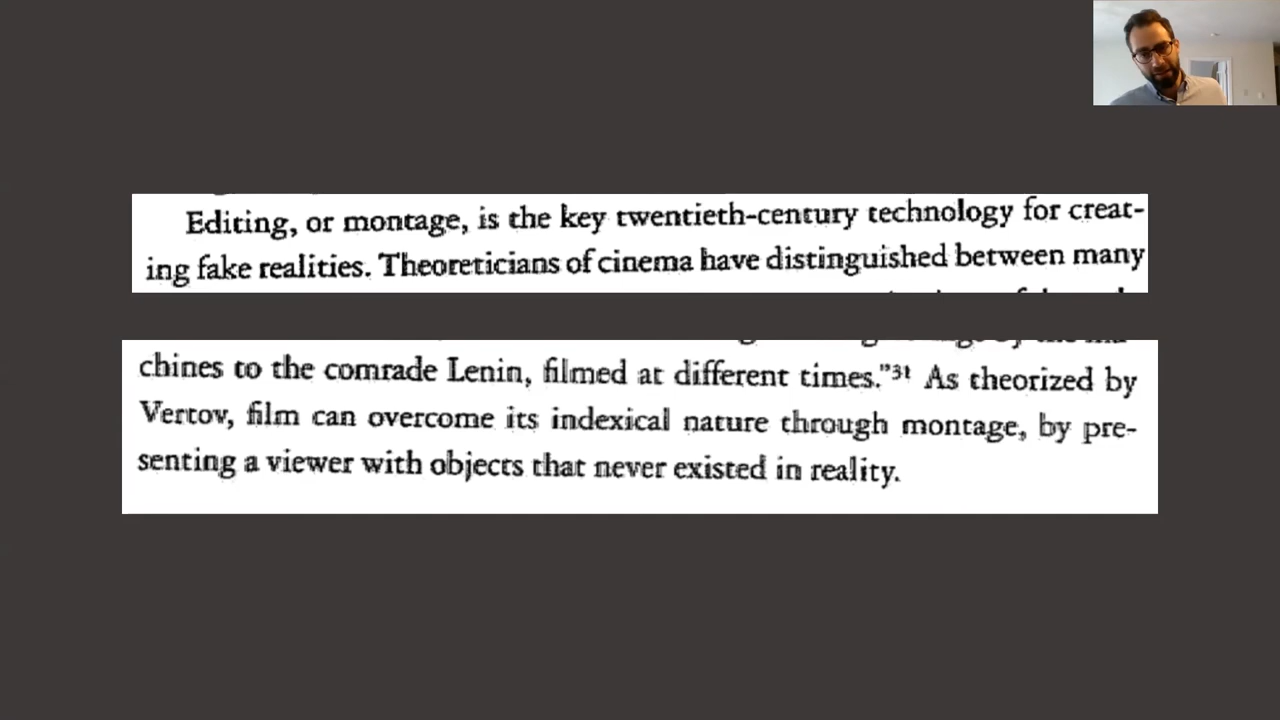 Editing, or montage, is the key twentieth-century technology for creat-
ing fake realities. Theoreticians of cinema have distinguished between many
chines to the comrade Lenin, filmed at different times."31 As theorized by
Vertov, film can overcome its indexical nature through montage, by pre-
senting a viewer with objects that never existed in reality.